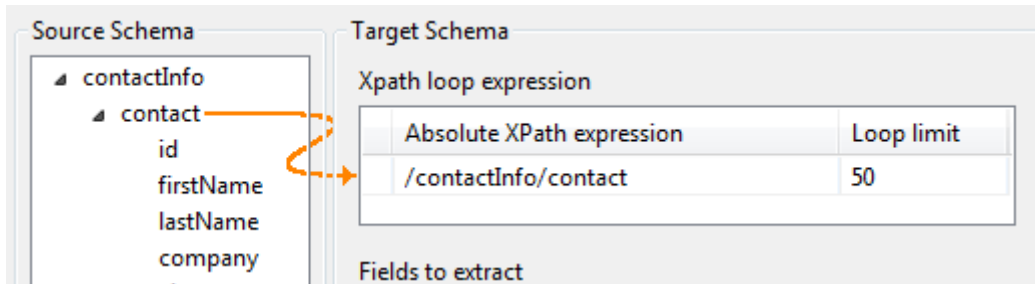 Source Schema
contactInfo
contact
id
firstName
lastName
company
Target Schema
Xpath loop expression
Absolute XPath expression Loop limit
/contactInfo/contact 50
Fields to extract